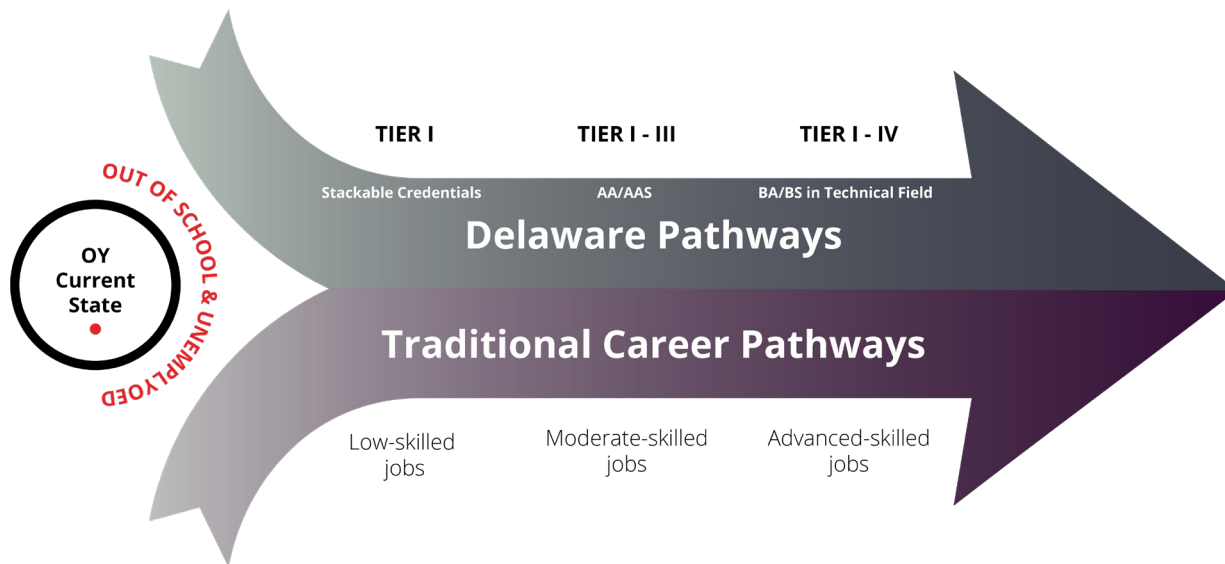 OUT OF SCHOOL & UNEMPLYOED
OY
Current
State
TIER I
TIER I - III
TIER I - IV
Stackable Credentials
AA/AAS
BA/BS in Technical Field
Delaware Pathways
Traditional Career Pathways
Low-skilled
jobs
Moderate-skilled
jobs
Advanced-skilled
jobs